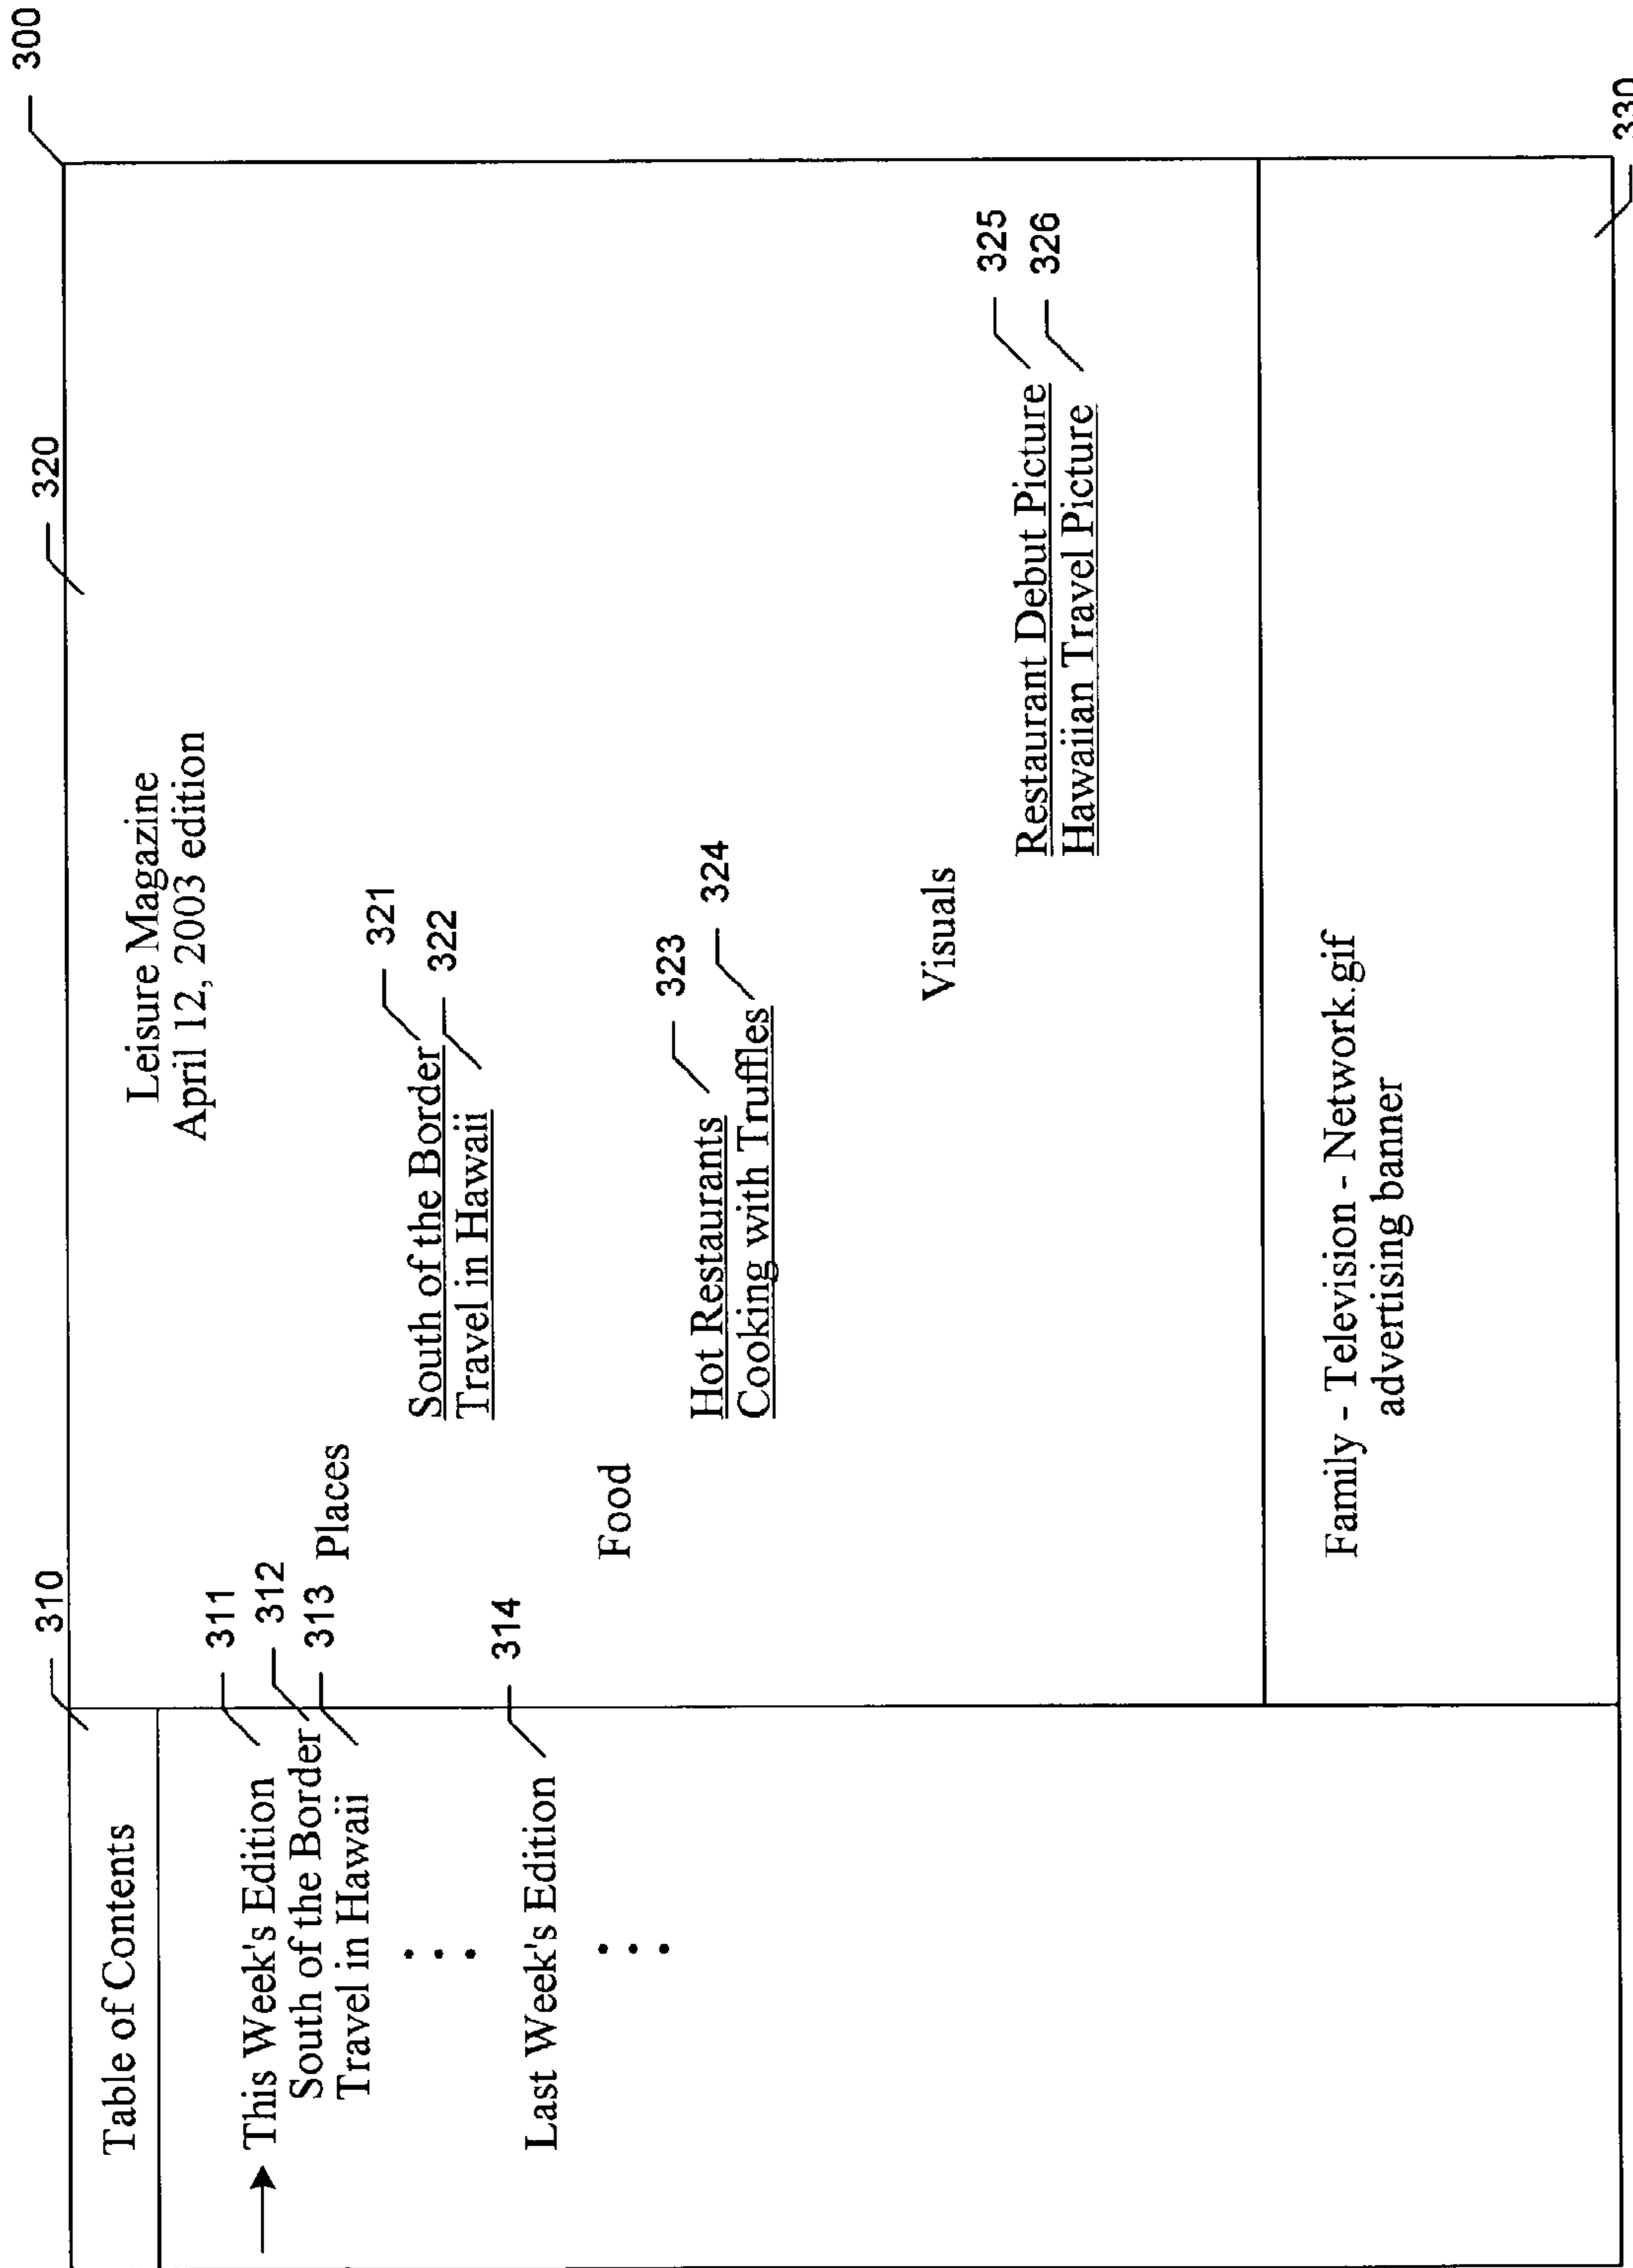 300
310
320
Table of Contents
This Week's Edition
311
South of the Border
312
Travel in Hawaii
313
Last Week's Edition
314
Leisure Magazine
April 12, 2003 edition
Places
South of the Border
321
Travel in Hawaii
322
Food
Hot Restaurants
323
Cooking with Truffles
324
Visuals
Restaurant Debut Picture
325
Hawaiian Travel Picture
326
Family - Television - Network.gif
advertising banner
330